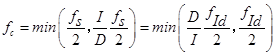 f_c = min(f_s/2, I/D f_s/2) = min(D/I f_Id/2, f_Id/2)